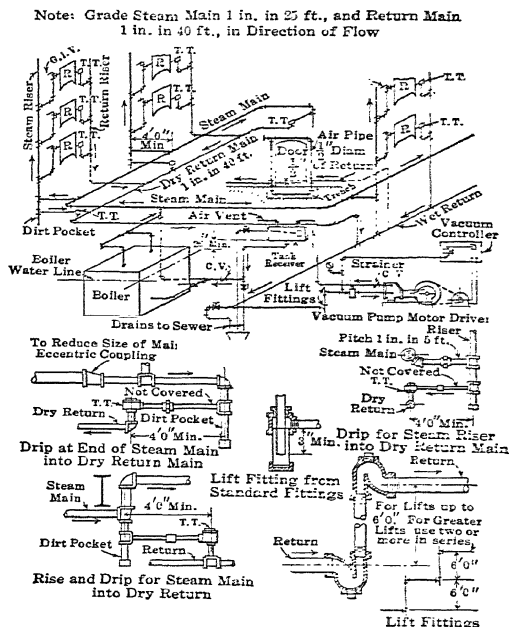 Note: Grade Steam Main 1 in. in 25 ft., and Return Main
1 in. in 40 ft., in Direction of Flow
G.I.V.
T.T.
R
T.T.
R
Steam Riser
Return Riser
R
R
R
T.T.
R
R
T.T.
4'0"
Min
Steam Main
T.T.
Dry Return Main
1 in. in 40 ft.
Door
Air Pipe
1" Diam
of Return
Steam Main
Trench
T.T.
Air Vent
Wet Return
Dirt Pocket
Min.
Vacuum
Controller
Boiler
Water Line
Tank
Receiver
C.V.
Strainer
Boiler
Lift
Fittings
Drains to Sewer
Vacuum Pump Motor Driven
To Reduce Size of Main
Eccentric Coupling
Riser
Pitch 1 in. in 5 ft.
Steam Main
Not Covered
T.T.
Not Covered
T.T.
Dirt Pocket
Dry Return
4'0" Min.
Dry
Return
4'0" Min.
3" Min.
Drip at End of Steam Main
into Dry Return Main
Drip for Steam Riser
into Dry Return Main
Lift Fitting from
Standard Fittings
Return
Steam
Main
4'0" Min.
T.T.
For Lifts up to
6'0". For Greater
Lifts use two or
more in series
Dirt Pocket
Return
Return
6'0"
6'0"
Rise and Drip for Steam Main
into Dry Return
Lift Fittings